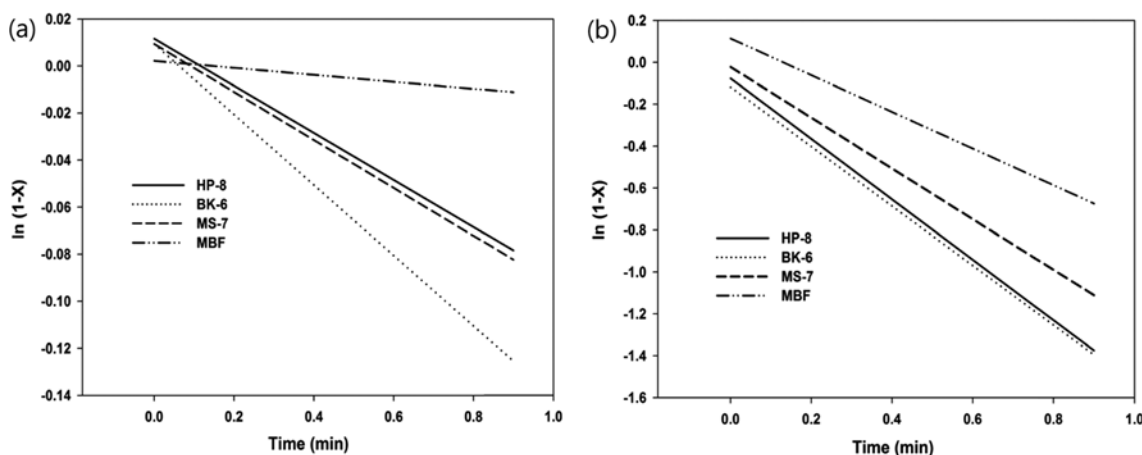 (a)
0.02
0.00
-0.02
-0.04
-0.06
-0.08
-0.10
-0.12
-0.14
ln (1-X)
HP-8
BK-6
MS-7
MBF
0.0 0.2 0.4 0.6 0.8 1.0
Time (min)
(b)
0.4
0.2
0.0
-0.2
-0.4
-0.6
-0.8
-1.0
-1.2
-1.4
-1.6
ln (1-X)
HP-8
BK-6
MS-7
MBF
0.0 0.2 0.4 0.6 0.8 1.0
Time (min)